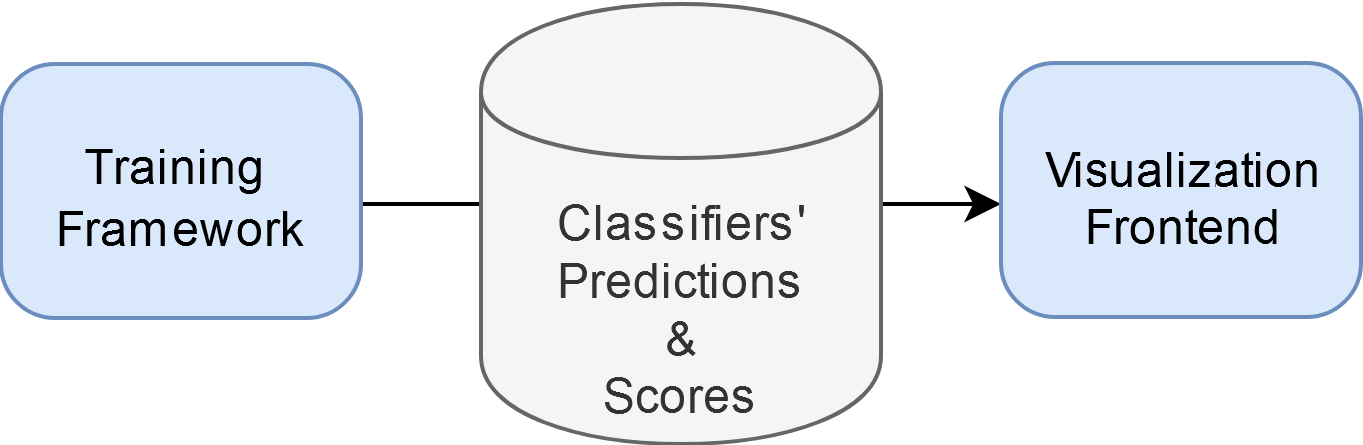 Training
Framework
Classifiers'
Predictions
&
Scores
Visualization
Frontend